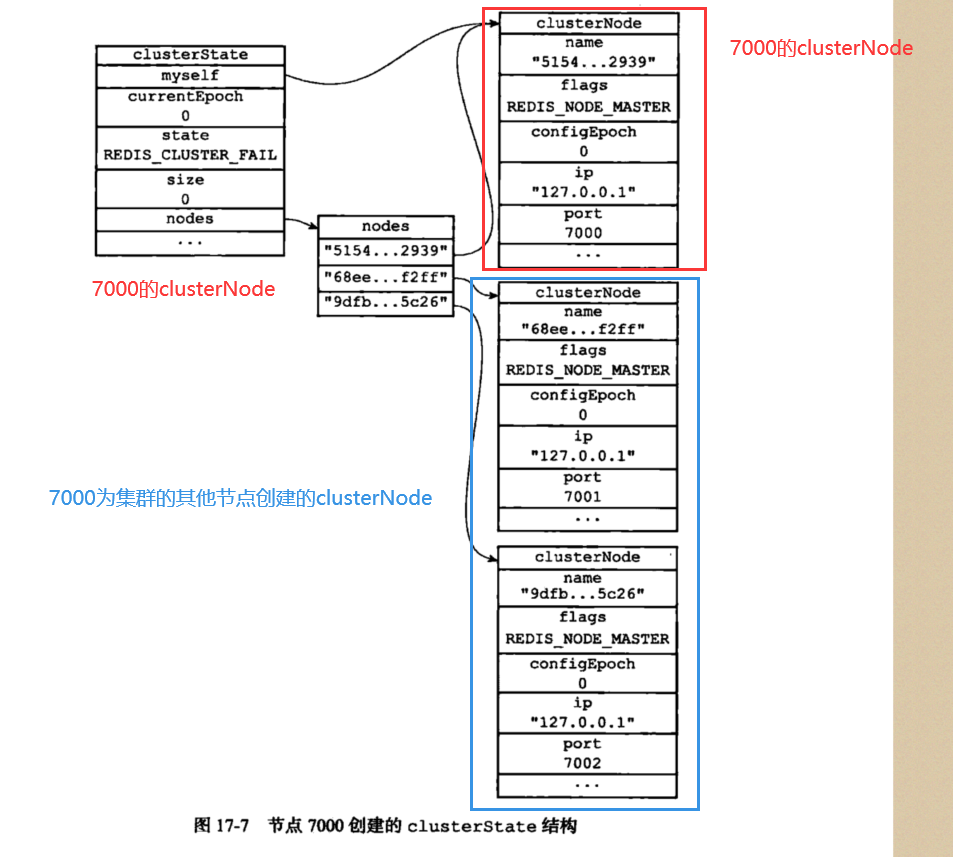 clusterState
myself
currentEpoch
0
state
REDIS_CLUSTER_FAIL
size
0
nodes
...
7000的clusterNode
nodes
"5154...2939"
"68ee...f2ff"
"9dfb...5c26"
clusterNode
name
"5154...2939"
flags
REDIS_NODE_MASTER
configEpoch
0
ip
"127.0.0.1"
port
7000
...
7000的clusterNode
clusterNode
name
"68ee...f2ff"
flags
REDIS_NODE_MASTER
configEpoch
0
ip
"127.0.0.1"
port
7001
...
7000为集群的其他节点创建的clusterNode
clusterNode
name
"9dfb...5c26"
flags
REDIS_NODE_MASTER
configEpoch
0
ip
"127.0.0.1"
port
7002
...
图 17-7 节点 7000 创建的 clusterState 结构